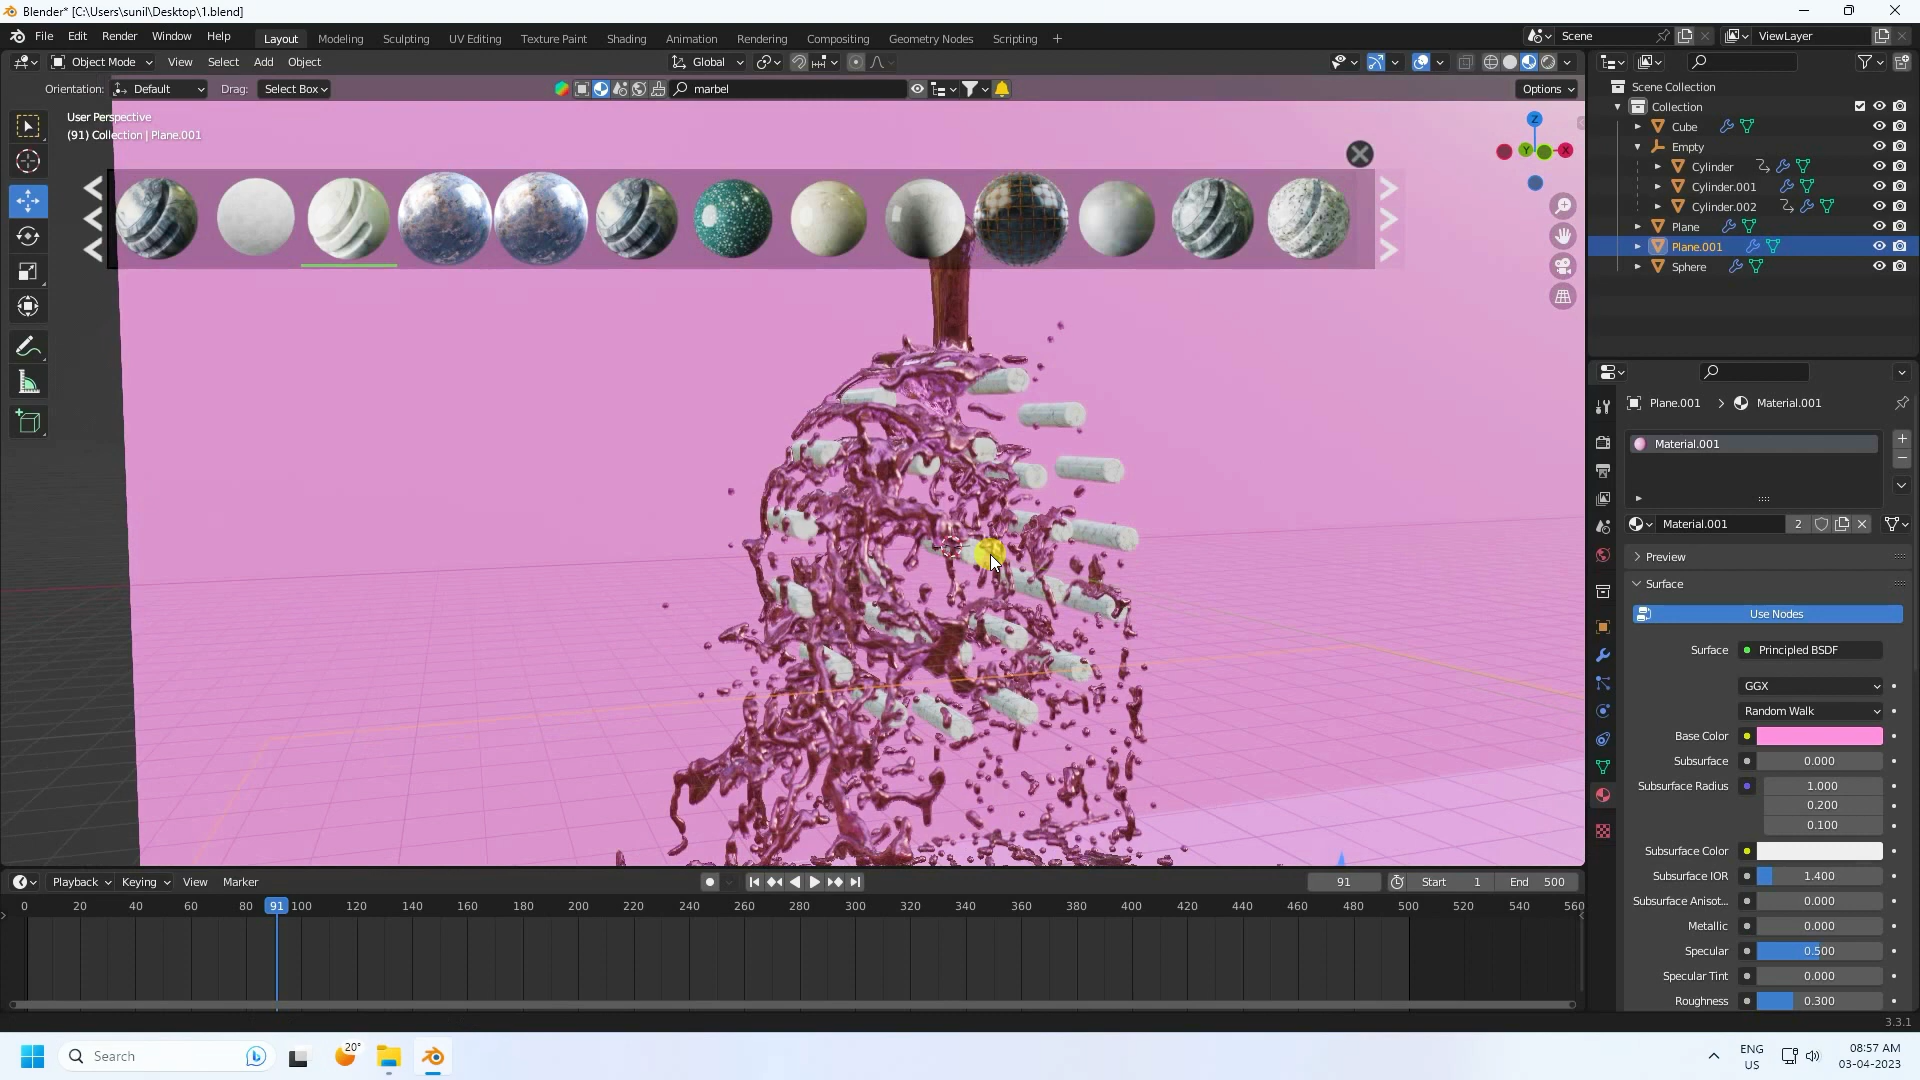 Blender* [C:\Users\sunil\Desktop\1.blend]
File Edit Render Window Help Layout Modeling Sculpting UV Editing Texture Paint Shading Animation Rendering Compositing Geometry Nodes Scripting + Scene ViewLayer
Object Mode View Select Add Object Global
Orientation: Default Drag: Select Box marbel Options
User Perspective
(91) Collection | Plane.001
Z
Y X
Scene Collection
Collection
Cube
Empty
Cylinder
Cylinder.001
Cylinder.002
Plane
Plane.001
Sphere
Plane.001 > Material.001
Material.001
Material.001 2
Preview
Surface
Use Nodes
Surface Principled BSDF
GGX
Random Walk
Base Color
Subsurface 0.000
Subsurface Radius 1.000
0.200
0.100
Subsurface Color
Subsurface IOR 1.400
Subsurface Anisot... 0.000
Metallic 0.000
Specular 0.500
Specular Tint 0.000
Roughness 0.300
Playback Keying View Marker 91 Start 1 End 500
0 20 40 60 80 91 100 120 140 160 180 200 220 240 260 280 300 320 340 360 380 400 420 440 460 480 500 520 540 560
3.3.1
Search 20° ENG
US 08:57 AM
03-04-2023